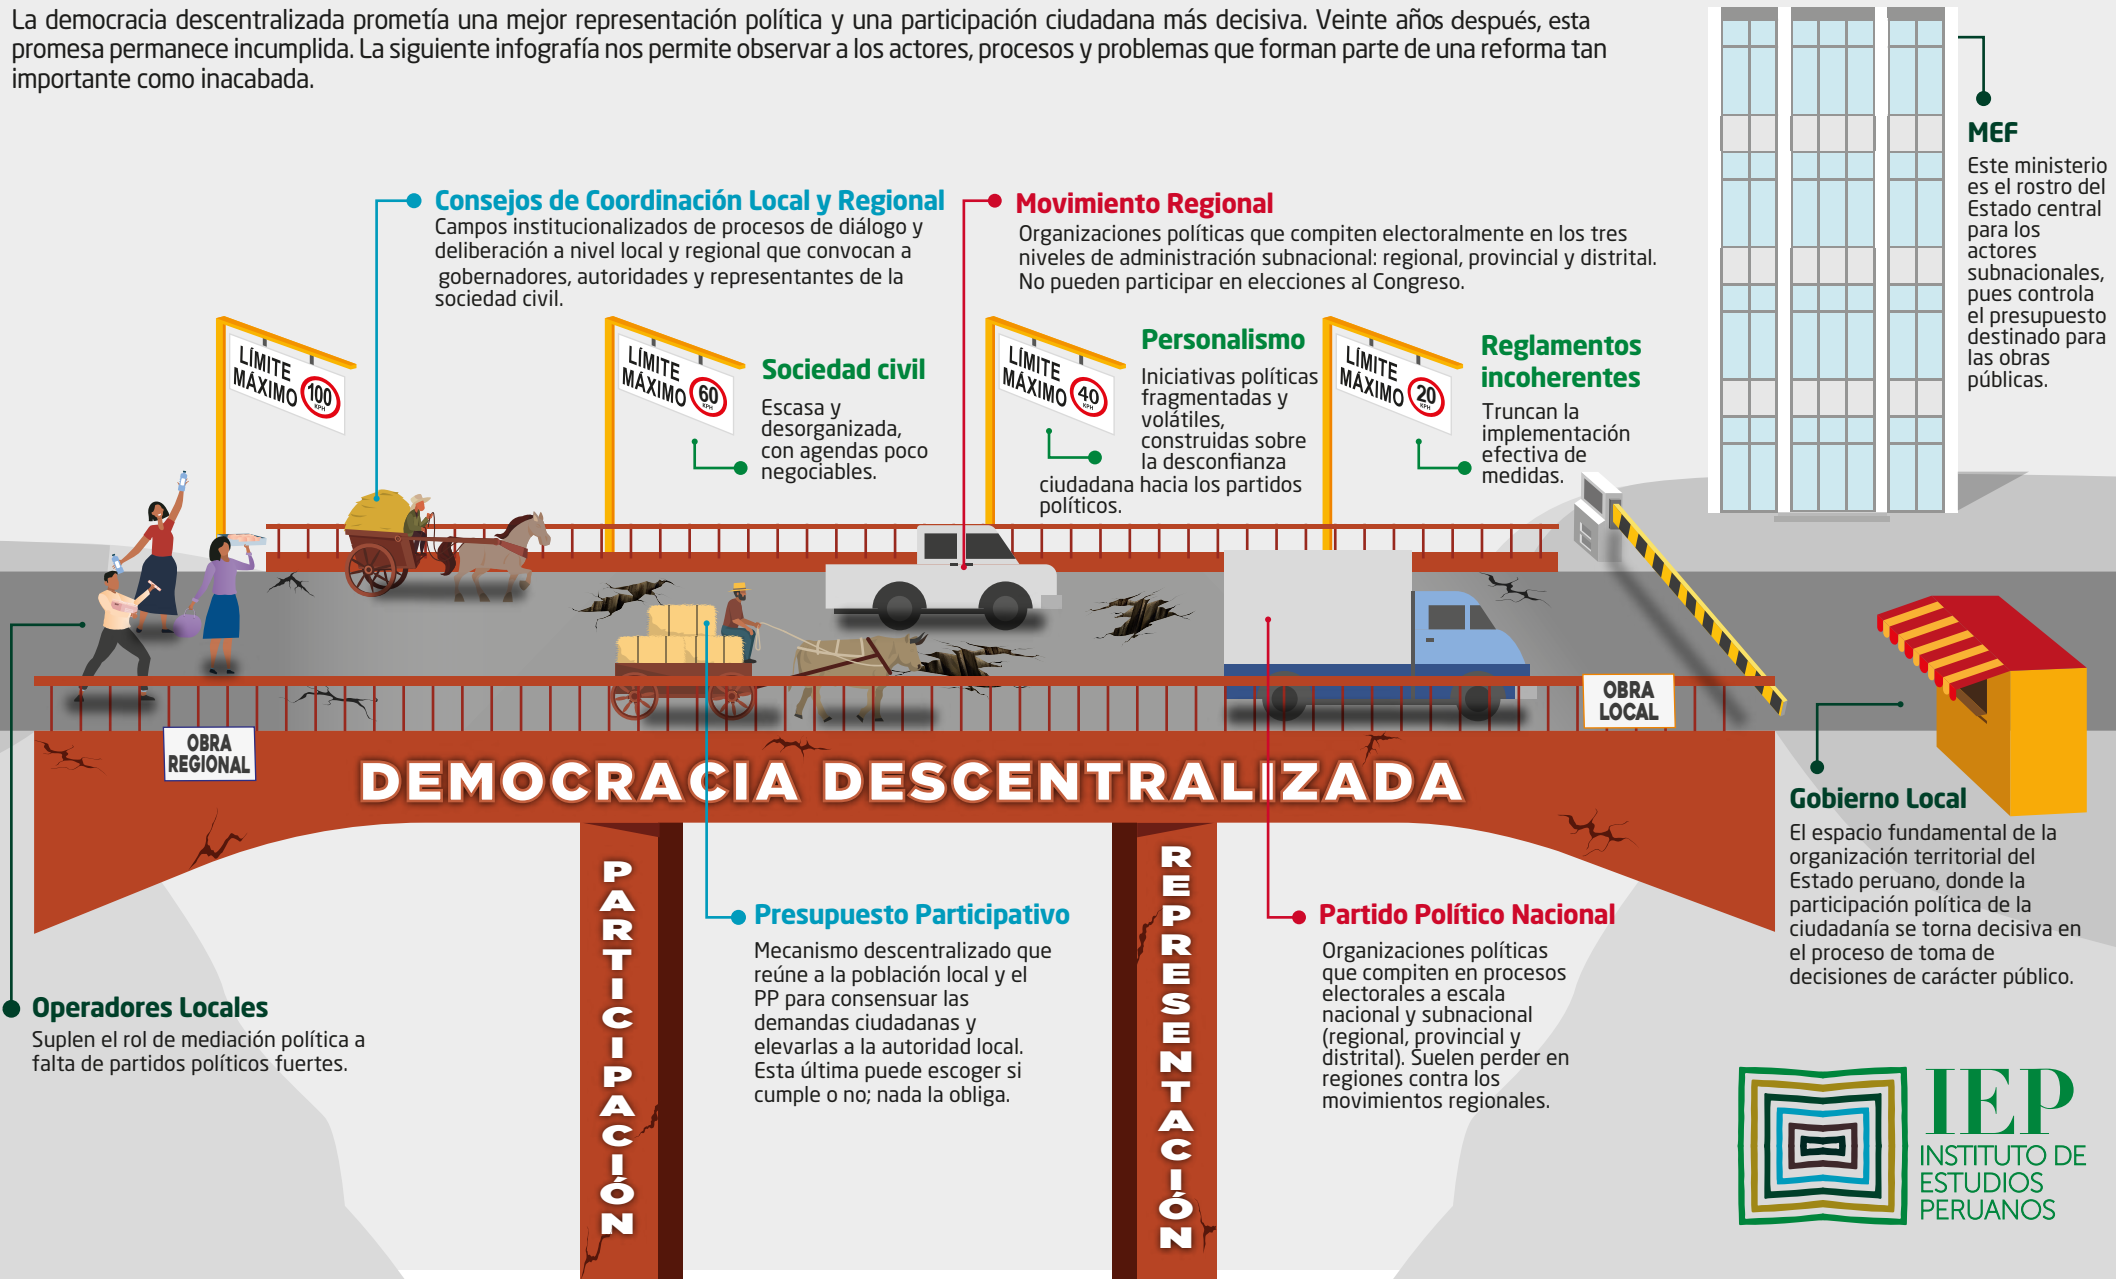 La democracia descentralizada prometía una mejor representación política y una participación ciudadana más decisiva. Veinte años después, esta
promesa permanece incumplida. La siguiente infografía nos permite observar a los actores, procesos y problemas que forman parte de una reforma tan
importante como inacabada.
MEF
Este ministerio
es el rostro del
Estado central
para los
actores
subnacionales,
pues controla
el presupuesto
destinado para
las obras
públicas.
Consejos de Coordinación Local y Regional
Campos institucionalizados de procesos de diálogo y
deliberación a nivel local y regional que convocan a
gobernadores, autoridades y representantes de la
sociedad civil.
Movimiento Regional
Organizaciones políticas que compiten electoralmente en los tres
niveles de administración subnacional: regional, provincial y distrital.
No pueden participar en elecciones al Congreso.
LÍMITE
MÁXIMO 100
KPH
LÍMITE
MÁXIMO 60
KPH
Sociedad civil
Escasa y
desorganizada,
con agendas poco
negociables.
LÍMITE
MÁXIMO 40
KPH
Personalismo
Iniciativas políticas
fragmentadas y
volátiles,
construidas sobre
la desconfianza
ciudadana hacia los partidos
políticos.
LÍMITE
MÁXIMO 20
KPH
Reglamentos
incoherentes
Truncan la
implementación
efectiva de
medidas.
OBRA
REGIONAL
OBRA
LOCAL
DEMOCRACIA DESCENTRALIZADA
PARTICIPACIÓN
REPRESENTACIÓN
Gobierno Local
El espacio fundamental de la
organización territorial del
Estado peruano, donde la
participación política de la
ciudadanía se torna decisiva en
el proceso de toma de
decisiones de carácter público.
Presupuesto Participativo
Mecanismo descentralizado que
reúne a la población local y el
PP para consensuar las
demandas ciudadanas y
elevarlas a la autoridad local.
Esta última puede escoger si
cumple o no; nada la obliga.
Partido Político Nacional
Organizaciones políticas
que compiten en procesos
electorales a escala
nacional y subnacional
(regional, provincial y
distrital). Suelen perder en
regiones contra los
movimientos regionales.
Operadores Locales
Suplen el rol de mediación política a
falta de partidos políticos fuertes.
IEP
INSTITUTO DE
ESTUDIOS
PERUANOS